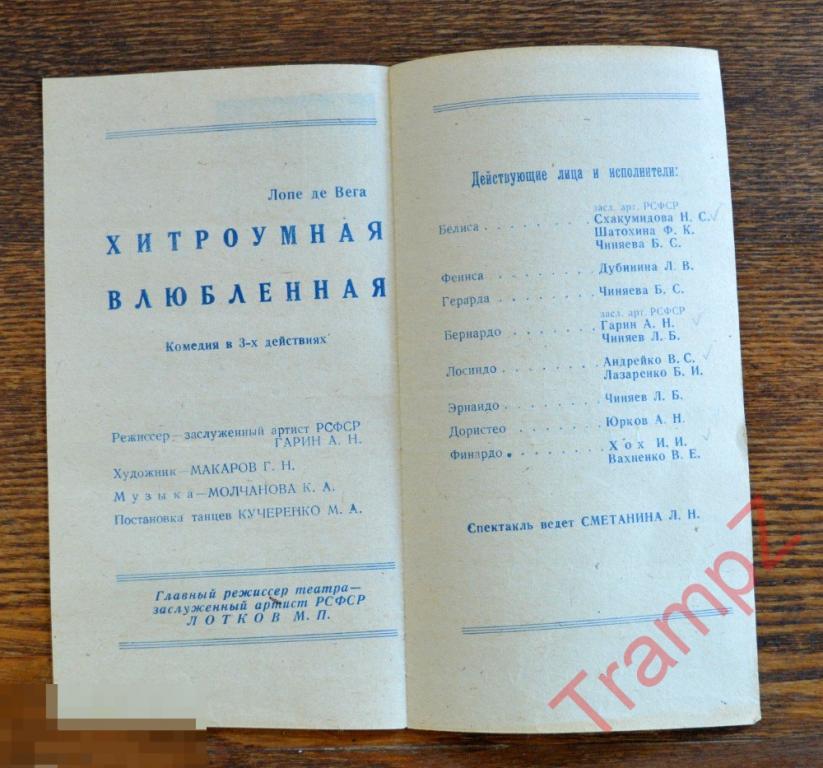 Лопе де Вега
ХИТРОУМНАЯ
ВЛЮБЛЕННАЯ
Комедия в 3-х действиях
Режиссер—заслуженный артист РСФСР
ГАРИН А. Н.
Художник—МАКАРОВ Г. Н.
Музыка—МОЛЧАНОВА К. А.
Постановка танцев КУЧЕРЕНКО М. А.
Главный режиссер театра—
заслуженный артист РСФСР
ЛОТКОВ М. П.
Действующие лица и исполнители:
засл. арт. РСФСР
Белиса . . . . . . . . . . Схакумидова Н. С.
Шатохина Ф. К.
Чиняева Б. С.
Фениса . . . . . . . . . . Дубинина Л. В.
Герарда . . . . . . . . . . Чиняева Б. С.
засл. арт. РСФСР
Бернардо . . . . . . . . . Гарин А. Н.
Чиняев Л. Б.
Лосиндо . . . . . . . . . . Андрейко В. С.
Лазаренко Б. И.
Эрнандо . . . . . . . . . . Чиняев Л. Б.
Дористео . . . . . . . . . Юрков А. Н.
Финардо . . . . . . . . . . Хох И. И.
Вахненко В. Е.
Спектакль ведет СМЕТАНИНА Л. Н.
TrampZ